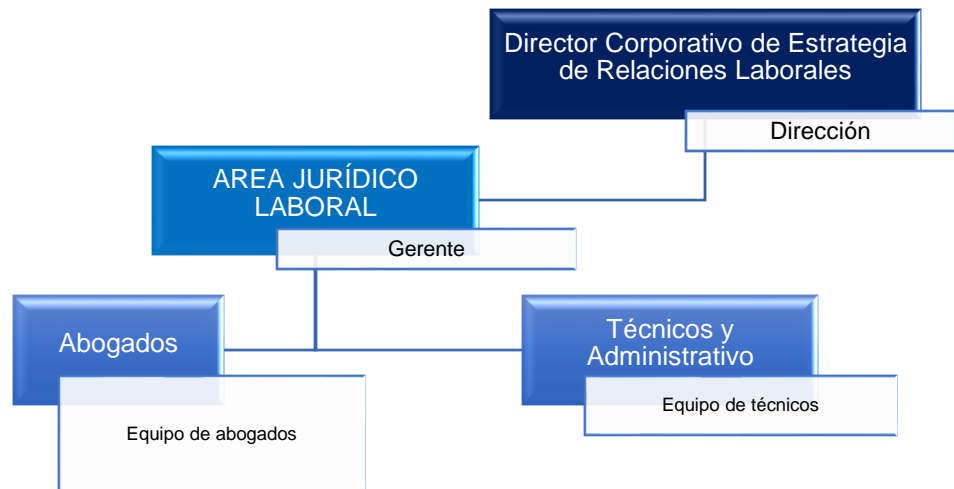 Director Corporativo de Estrategia
de Relaciones Laborales
Dirección
AREA JURÍDICO
LABORAL
Gerente
Abogados
Equipo de abogados
Técnicos y
Administrativo
Equipo de técnicos